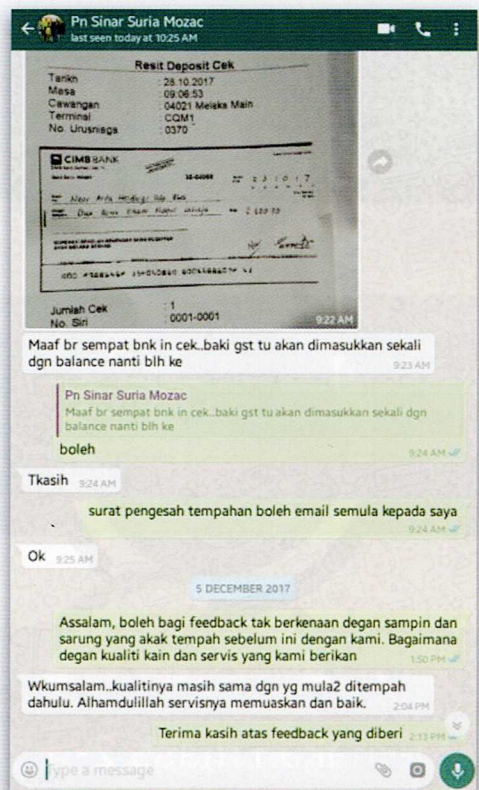 Pn Sinar Suria Mozac
last seen today at 10:25 AM
Resit Deposit Cek
Tarikh : 28.10.2017
Masa : 09:06:53
Cawangan : 04021 Melaka Main
Terminal : CQM1
No. Urusniaga : 0370
CIMB BANK
Jumlah Cek : 1
No. Siri : 0001-0001
9:22 AM
Maaf br sempat bnk in cek..baki gst tu akan dimasukkan sekali
dgn balance nanti blh ke
9:23 AM
Pn Sinar Suria Mozac
Maaf br sempat bnk in cek..baki gst tu akan dimasukkan sekali dgn
balance nanti blh ke
boleh
9:24 AM
Tkasih 9:24 AM
surat pengesah tempahan boleh email semula kepada saya
9:24 AM
Ok 9:25 AM
5 DECEMBER 2017
Assalam, boleh bagi feedback tak berkenaan degan sampin dan
sarung yang akak tempah sebelum ini dengan kami. Bagaimana
degan kualiti kain dan servis yang kami berikan
1:50 PM
Wkumsalam..kualitinya masih sama dgn yg mula2 ditempah
dahulu. Alhamdulillah servisnya memuaskan dan baik. 2:04 PM
Terima kasih atas feedback yang diberi 2:13 PM
Type a message